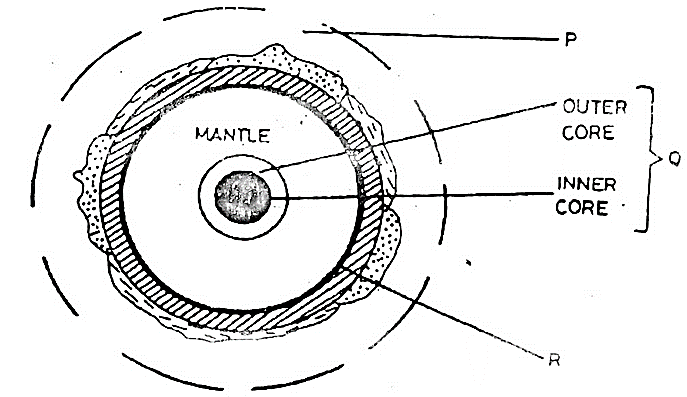 P
MANTLE
OUTER
CORE
Q
INNER
CORE
R